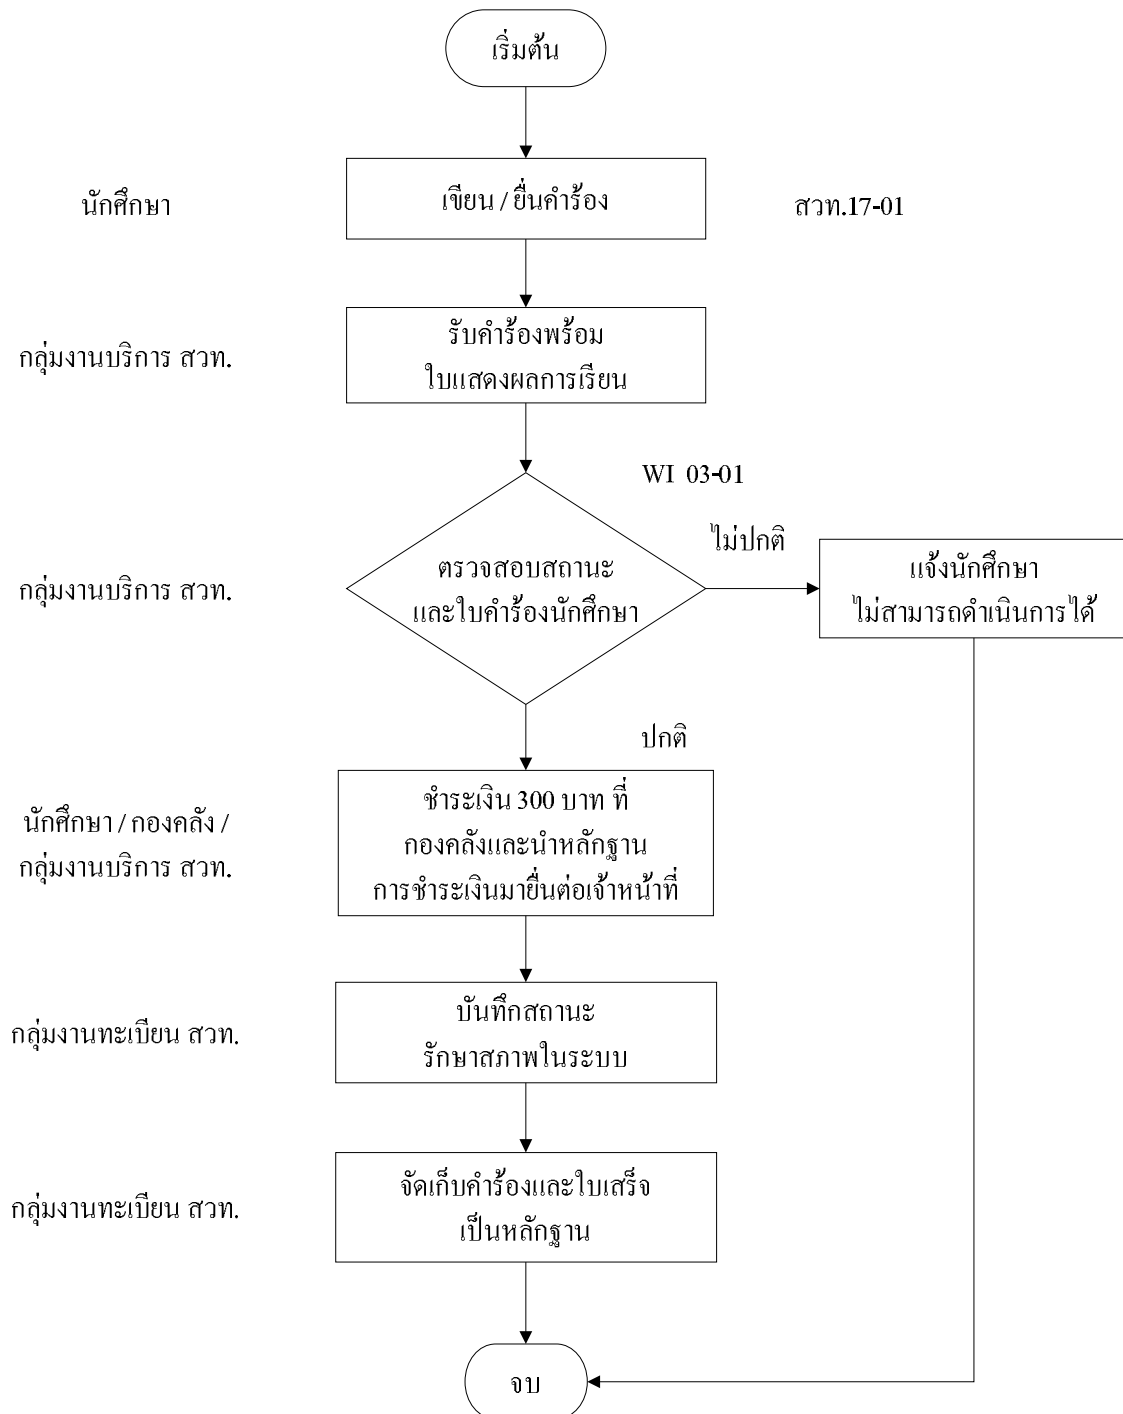 เริ่มต้น
นักศึกษา
เขียน / ยื่นคำร้อง
สวท.17-01
กลุ่มงานบริการ สวท.
รับคำร้องพร้อม
ใบแสดงผลการเรียน
WI 03-01
กลุ่มงานบริการ สวท.
ตรวจสอบสถานะ
และใบคำร้องนักศึกษา
ไม่ปกติ
แจ้งนักศึกษา
ไม่สามารถดำเนินการได้
ปกติ
นักศึกษา / กองคลัง /
กลุ่มงานบริการ สวท.
ชำระเงิน 300 บาท ที่
กองคลังและนำหลักฐาน
การชำระเงินมายื่นต่อเจ้าหน้าที่
กลุ่มงานทะเบียน สวท.
บันทึกสถานะ
รักษาสภาพในระบบ
กลุ่มงานทะเบียน สวท.
จัดเก็บคำร้องและใบเสร็จ
เป็นหลักฐาน
จบ